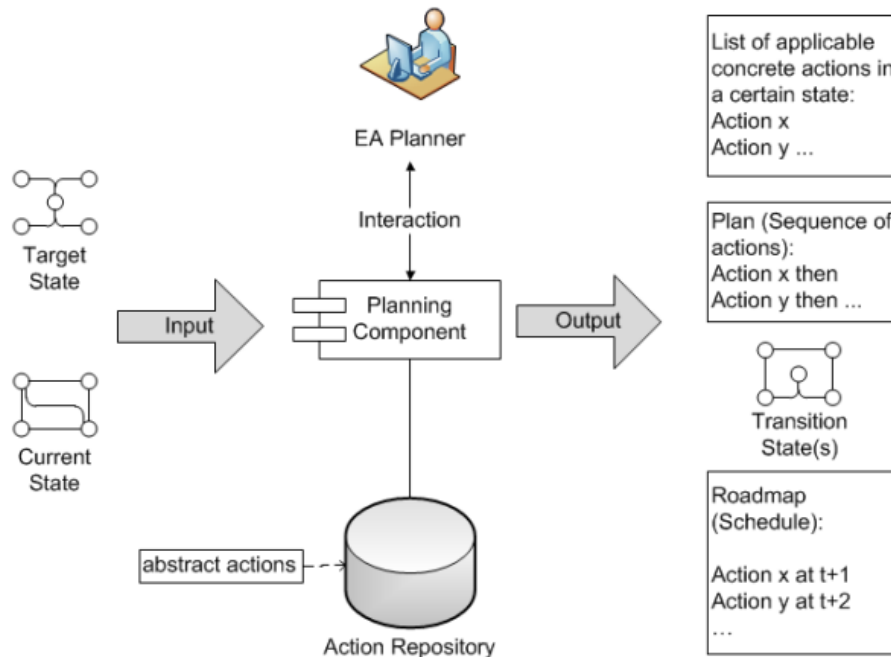 EA Planner
Interaction
Target
State
Current
State
Input
Planning
Component
Output
abstract actions
Action Repository
List of applicable
concrete actions in
a certain state:
Action x
Action y ...
Plan (Sequence of
actions):
Action x then
Action y then ...
Transition
State(s)
Roadmap
(Schedule):
Action x at t+1
Action y at t+2
...